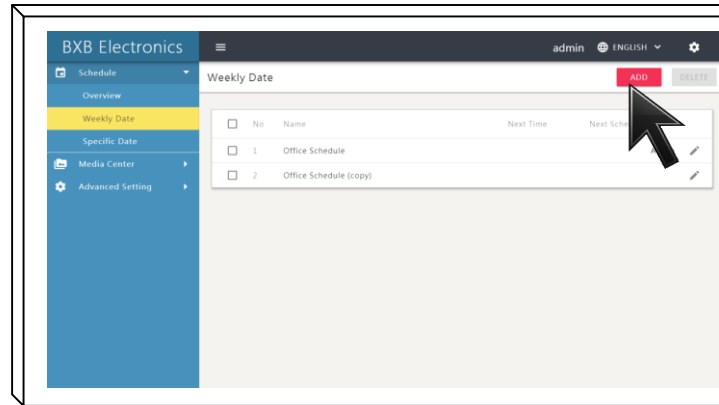 BXB Electronics
admin ENGLISH
Schedule
Overview
Weekly Date
Specific Date
Media Center
Advanced Setting
Weekly Date
ADD DELETE
No Name Next Time
1 Office Schedule
2 Office Schedule (copy)